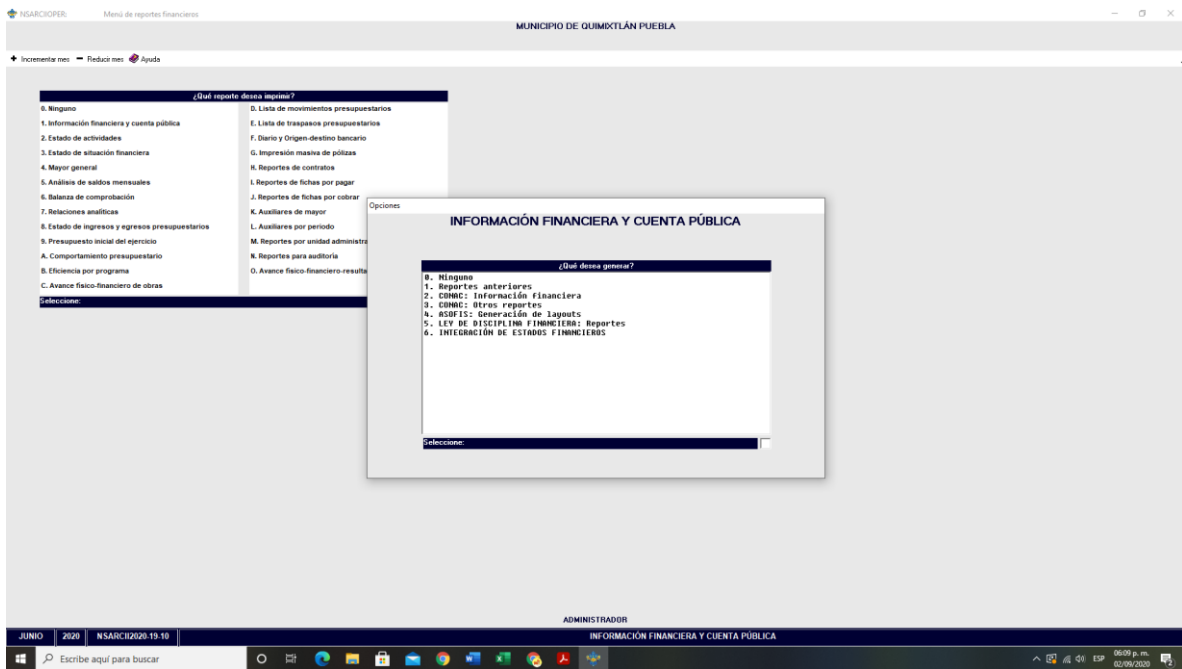 NSARCIIOPER: Menú de reportes financieros
MUNICIPIO DE QUIMIXTLÁN PUEBLA
Incrementar mes Reducir mes Ayuda
¿Qué reporte desea imprimir?
0. Ninguno
1. Información financiera y cuenta pública
2. Estado de actividades
3. Estado de situación financiera
4. Mayor general
5. Análisis de saldos mensuales
6. Balanza de comprobación
7. Relaciones analíticas
8. Estado de ingresos y egresos presupuestarios
9. Presupuesto inicial del ejercicio
A. Comportamiento presupuestario
B. Eficiencia por programa
C. Avance físico-financiero de obras
D. Lista de movimientos presupuestarios
E. Lista de traspasos presupuestarios
F. Diario y Origen-destino bancario
G. Impresión masiva de pólizas
H. Reportes de contratos
I. Reportes de fichas por pagar
J. Reportes de fichas por cobrar
K. Auxiliares de mayor
L. Auxiliares por periodo
M. Reportes por unidad administra
N. Reportes para auditoría
O. Avance físico-financiero-resulta
Seleccione:
Opciones
INFORMACIÓN FINANCIERA Y CUENTA PÚBLICA
¿Qué desea generar?
0. Ninguno
1. Reportes anteriores
2. CONAC: Información financiera
3. CONAC: Otros reportes
4. ASOFIS: Generación de layouts
5. LEY DE DISCIPLINA FINANCIERA: Reportes
6. INTEGRACIÓN DE ESTADOS FINANCIEROS
Seleccione:
ADMINISTRADOR
JUNIO 2020 NSARCII2020-19-10 INFORMACIÓN FINANCIERA Y CUENTA PÚBLICA
Escribe aquí para buscar
ESP
06:09 p. m.
02/09/2020